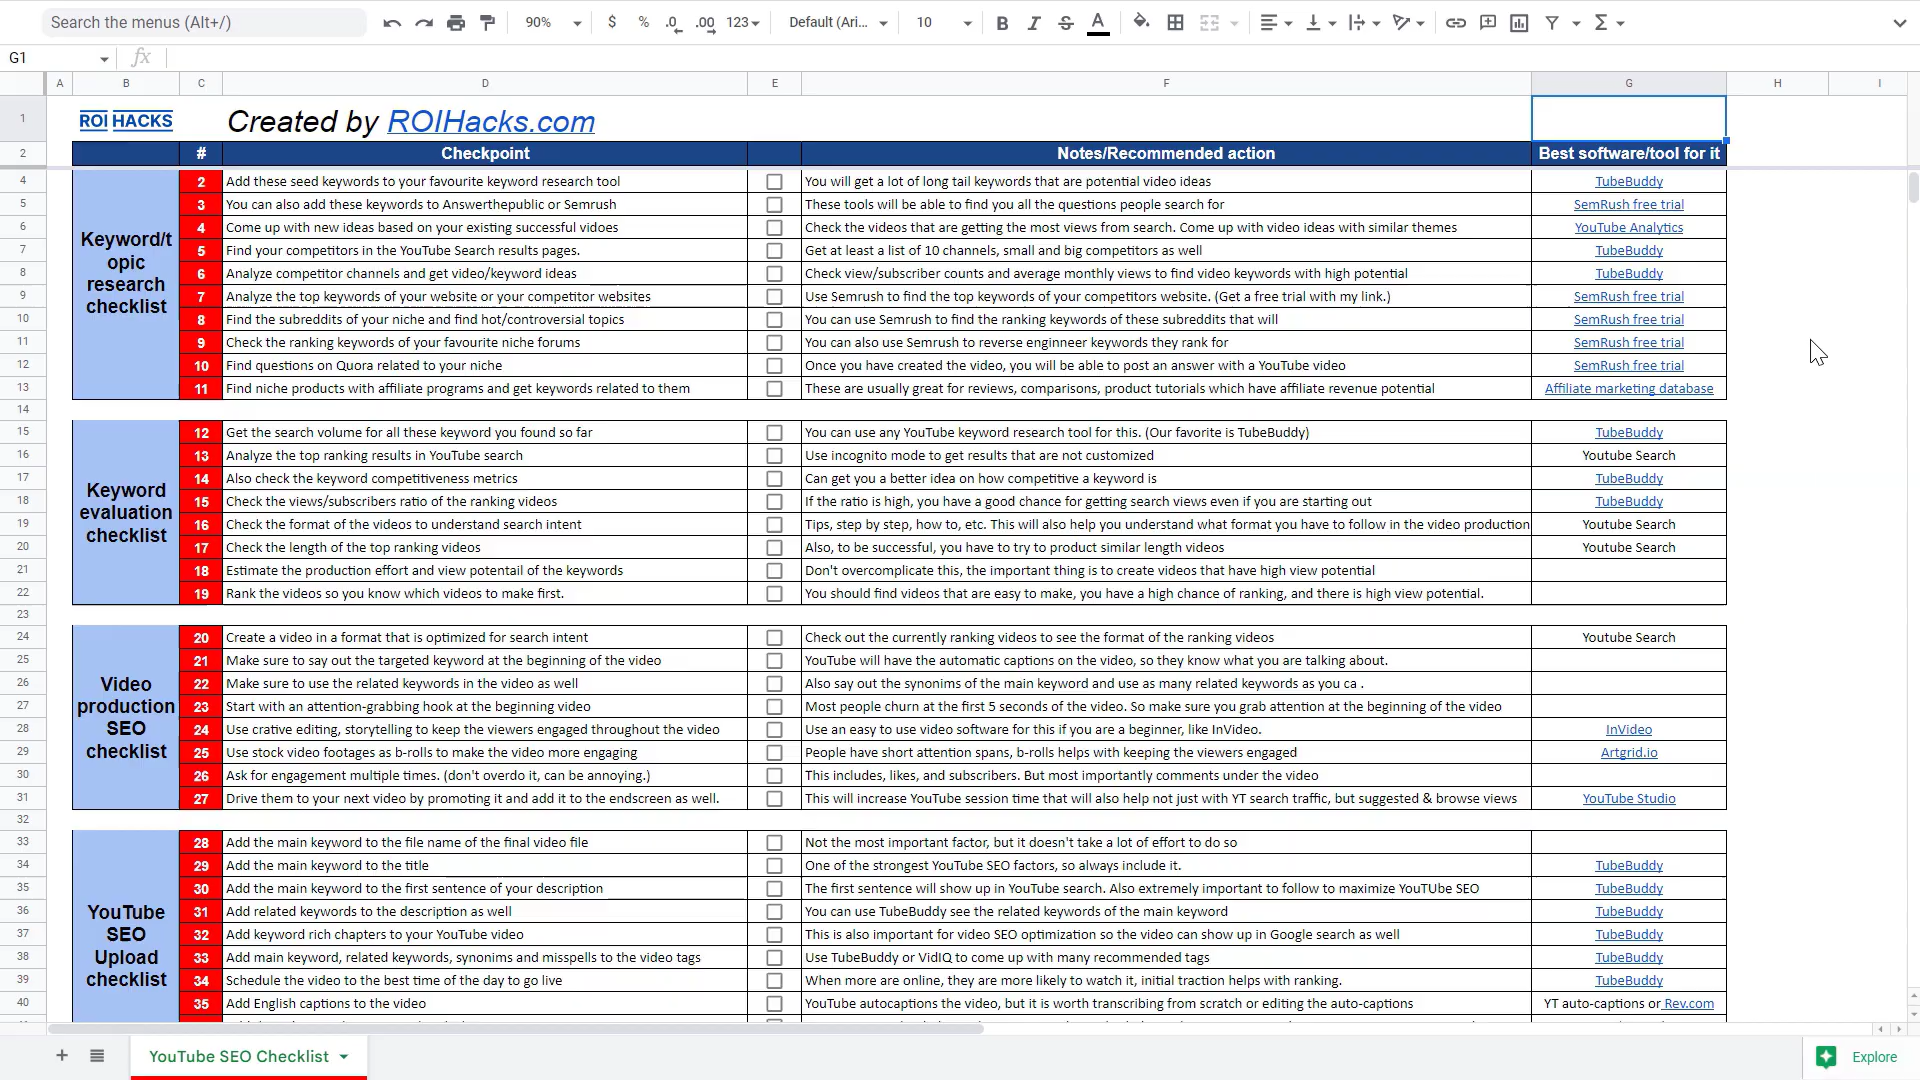 Search the menus (Alt+/) 90% $ % .0 .00 123 Default (Ari... 10 B I S A
G1 fx
A B C D E F G H I
1 ROI HACKS Created by ROIHacks.com
2 # Checkpoint Notes/Recommended action Best software/tool for it
Keyword/t
opic
research
checklist
4 2 Add these seed keywords to your favourite keyword research tool You will get a lot of long tail keywords that are potential video ideas TubeBuddy
5 3 You can also add these keywords to Answerthepublic or Semrush These tools will be able to find you all the questions people search for SemRush free trial
6 4 Come up with new ideas based on your existing successful vidoes Check the videos that are getting the most views from search. Come up with video ideas with similar themes YouTube Analytics
7 5 Find your competitors in the YouTube Search results pages. Get at least a list of 10 channels, small and big competitors as well TubeBuddy
8 6 Analyze competitor channels and get video/keyword ideas Check view/subscriber counts and average monthly views to find video keywords with high potential TubeBuddy
9 7 Analyze the top keywords of your website or your competitor websites Use Semrush to find the top keywords of your competitors website. (Get a free trial with my link.) SemRush free trial
10 8 Find the subreddits of your niche and find hot/controversial topics You can use Semrush to find the ranking keywords of these subreddits that will SemRush free trial
11 9 Check the ranking keywords of your favourite niche forums You can also use Semrush to reverse enginneer keywords they rank for SemRush free trial
12 10 Find questions on Quora related to your niche Once you have created the video, you will be able to post an answer with a YouTube video SemRush free trial
13 11 Find niche products with affiliate programs and get keywords related to them These are usually great for reviews, comparisons, product tutorials which have affiliate revenue potential Affiliate marketing database
14
Keyword
evaluation
checklist
15 12 Get the search volume for all these keyword you found so far You can use any YouTube keyword research tool for this. (Our favorite is TubeBuddy) TubeBuddy
16 13 Analyze the top ranking results in YouTube search Use incognito mode to get results that are not customized Youtube Search
17 14 Also check the keyword competitiveness metrics Can get you a better idea on how competitive a keyword is TubeBuddy
18 15 Check the views/subscribers ratio of the ranking videos If the ratio is high, you have a good chance for getting search views even if you are starting out TubeBuddy
19 16 Check the format of the videos to understand search intent Tips, step by step, how to, etc. This will also help you understand what format you have to follow in the video production Youtube Search
20 17 Check the length of the top ranking videos Also, to be successful, you have to try to product similar length videos Youtube Search
21 18 Estimate the production effort and view potentail of the keywords Don't overcomplicate this, the important thing is to create videos that have high view potential
22 19 Rank the videos so you know which videos to make first. You should find videos that are easy to make, you have a high chance of ranking, and there is high view potential.
23
Video
production
SEO
checklist
24 20 Create a video in a format that is optimized for search intent Check out the currently ranking videos to see the format of the ranking videos Youtube Search
25 21 Make sure to say out the targeted keyword at the beginning of the video YouTube will have the automatic captions on the video, so they know what you are talking about.
26 22 Make sure to use the related keywords in the video as well Also say out the synonims of the main keyword and use as many related keywords as you ca .
27 23 Start with an attention-grabbing hook at the beginning video Most people churn at the first 5 seconds of the video. So make sure you grab attention at the beginning of the video
28 24 Use crative editing, storytelling to keep the viewers engaged throughout the video Use an easy to use video software for this if you are a beginner, like InVideo. InVideo
29 25 Use stock video footages as b-rolls to make the video more engaging People have short attention spans, b-rolls helps with keeping the viewers engaged Artgrid.io
30 26 Ask for engagement multiple times. (don't overdo it, can be annoying.) This includes, likes, and subscribers. But most importantly comments under the video
31 27 Drive them to your next video by promoting it and add it to the endscreen as well. This will increase YouTube session time that will also help not just with YT search traffic, but suggested & browse views YouTube Studio
32
YouTube
SEO
Upload
checklist
33 28 Add the main keyword to the file name of the final video file Not the most important factor, but it doesn't take a lot of effort to do so
34 29 Add the main keyword to the title One of the strongest YouTube SEO factors, so always include it. TubeBuddy
35 30 Add the main keyword to the first sentence of your description The first sentence will show up in YouTube search. Also extremely important to follow to maximize YouTUBE SEO TubeBuddy
36 31 Add related keywords to the description as well You can use TubeBuddy see the related keywords of the main keyword TubeBuddy
37 32 Add keyword rich chapters to your YouTube video This is also important for video SEO optimization so the video can show up in Google search as well TubeBuddy
38 33 Add main keyword, related keywords, synonims and misspells to the video tags Use TubeBuddy or VidIQ to come up with many recommended tags TubeBuddy
39 34 Schedule the video to the best time of the day to go live When more are online, they are more likely to watch it, initial traction helps with ranking. TubeBuddy
40 35 Add English captions to the video YouTube autocaptions the video, but it is worth transcribing from scratch or editing the auto-captions YT auto-captions or Rev.com
YouTube SEO Checklist Explore